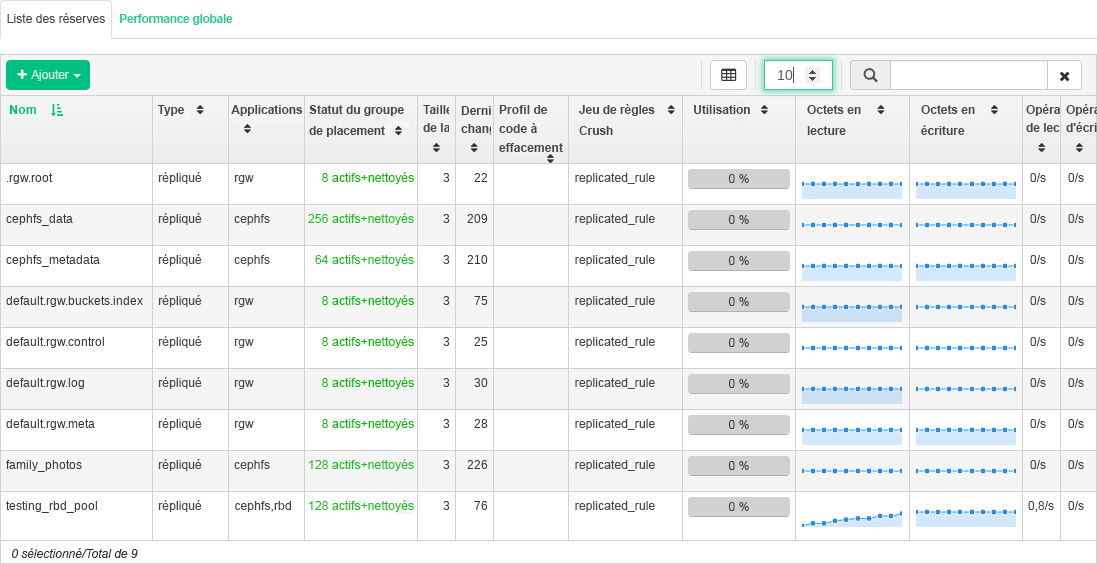 Liste des réserves Performance globale
Ajouter 10
Nom Type Applications Statut du groupe de placement Taille de la Derni chang Profil de code à effacement Jeu de règles Crush Utilisation Octets en lecture Octets en écriture Opéra de lec Opéra d'écri
.rgw.root répliqué rgw 8 actifs+nettoyés 3 22 replicated_rule 0 % 0/s 0/s
cephfs_data répliqué cephfs 256 actifs+nettoyés 3 209 replicated_rule 0 % 0/s 0/s
cephfs_metadata répliqué cephfs 64 actifs+nettoyés 3 210 replicated_rule 0 % 0/s 0/s
default.rgw.buckets.index répliqué rgw 8 actifs+nettoyés 3 75 replicated_rule 0 % 0/s 0/s
default.rgw.control répliqué rgw 8 actifs+nettoyés 3 25 replicated_rule 0 % 0/s 0/s
default.rgw.log répliqué rgw 8 actifs+nettoyés 3 30 replicated_rule 0 % 0/s 0/s
default.rgw.meta répliqué rgw 8 actifs+nettoyés 3 28 replicated_rule 0 % 0/s 0/s
family_photos répliqué cephfs 128 actifs+nettoyés 3 226 replicated_rule 0 % 0/s 0/s
testing_rbd_pool répliqué cephfs,rbd 128 actifs+nettoyés 3 76 replicated_rule 0 % 0,8/s 0/s
0 sélectionné/Total de 9